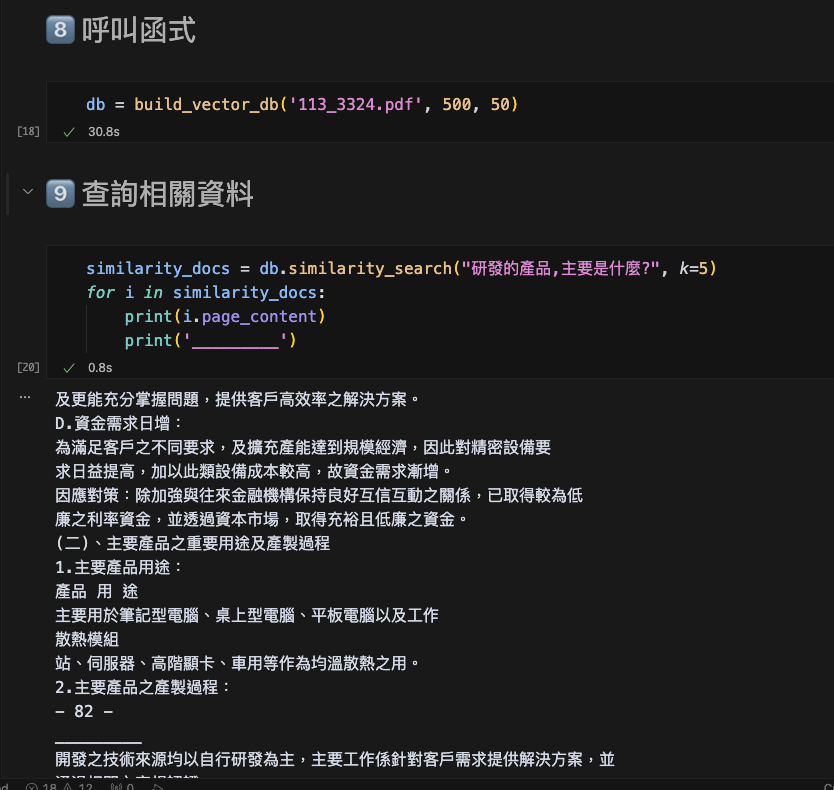 8 呼叫函式
db = build_vector_db('113_3324.pdf', 500, 50)
[18]
30.8s
9 查詢相關資料
similarity_docs = db.similarity_search("研發的產品,主要是什麼?", k=5)
for i in similarity_docs:
print(i.page_content)
print('_________')
[20]
0.8s
...
及更能充分掌握問題，提供客戶高效率之解決方案。
D.資金需求日增：
為滿足客戶之不同要求，及擴充產能達到規模經濟，因此對精密設備要
求日益提高，加以此類設備成本較高，故資金需求漸增。
因應對策：除加強與往來金融機構保持良好互信互動之關係，已取得較為低
廉之利率資金，並透過資本市場，取得充裕且低廉之資金。
(二)、主要產品之重要用途及產製過程
1.主要產品用途：
產品 用 途
主要用於筆記型電腦、桌上型電腦、平板電腦以及工作
散熱模組
站、伺服器、高階顯卡、車用等作為均溫散熱之用。
2.主要產品之產製過程：
– 82 –
_________
開發之技術來源均以自行研發為主，主要工作係針對客戶需求提供解決方案，並
18 12 0